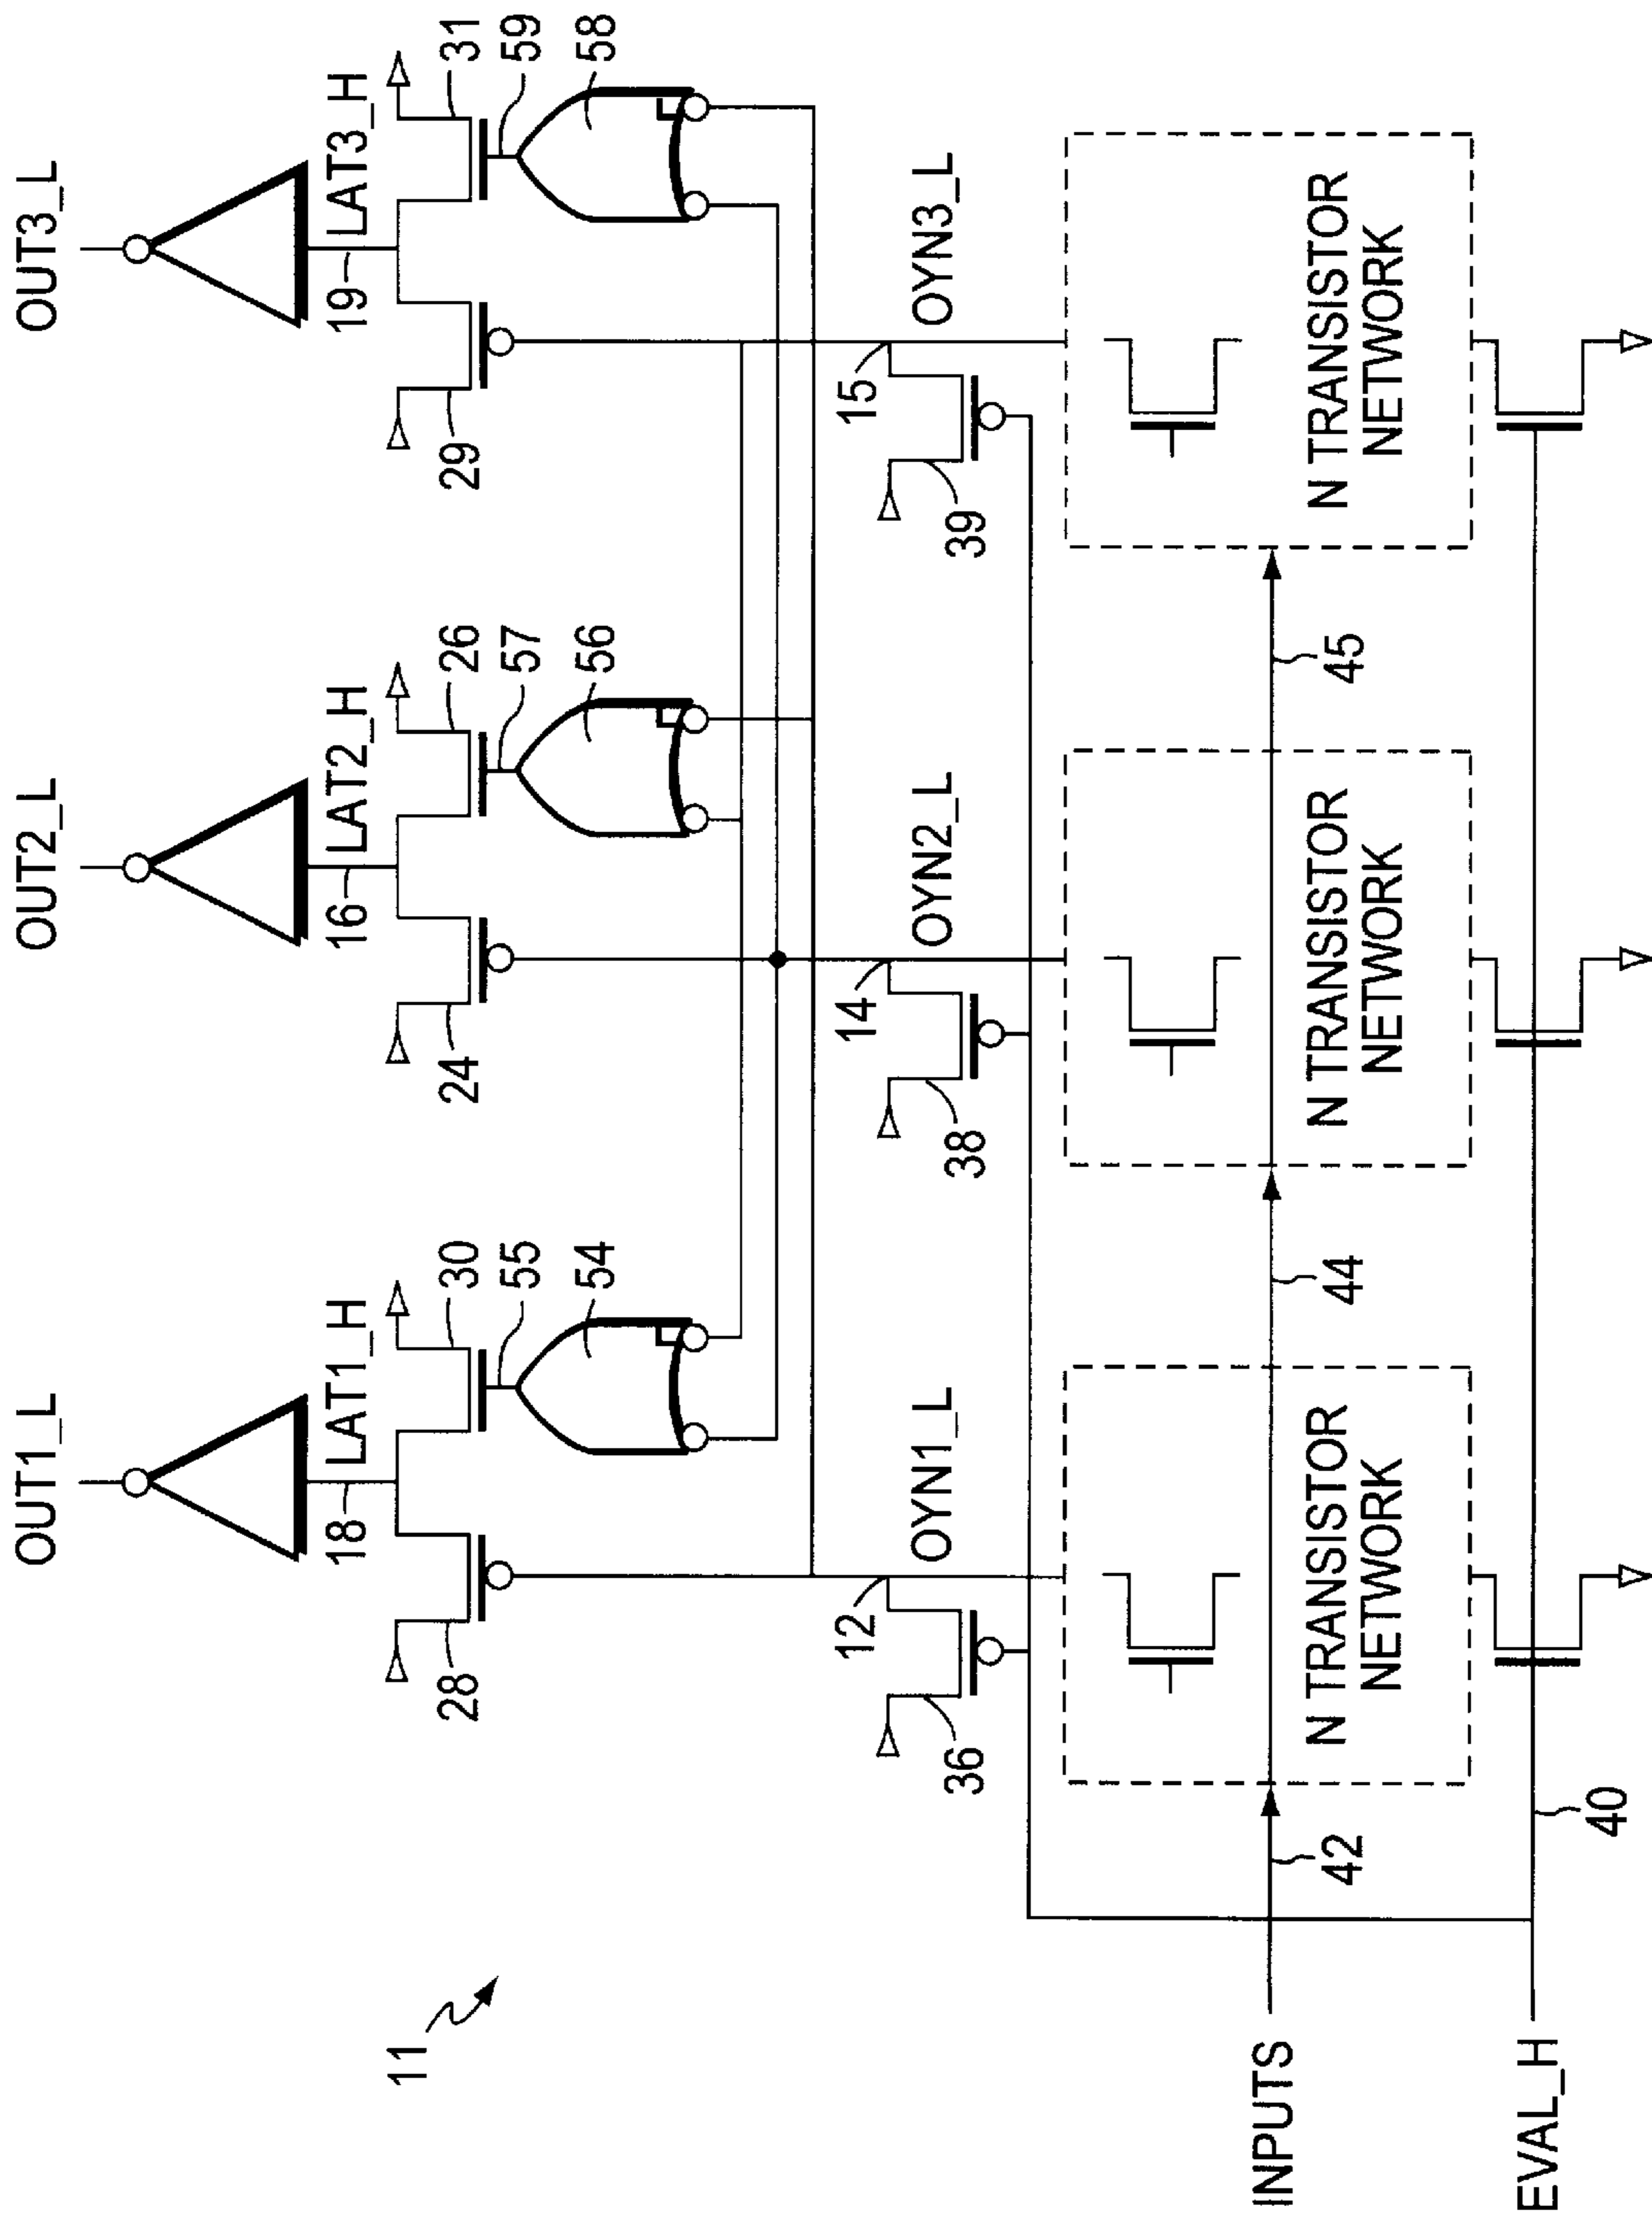 OUT1_L
OUT2_L
OUT3_L
18
LAT1_H
16
LAT2_H
19
LAT3_H
28
30
24
26
29
31
55
57
59
54
56
58
12
OYN1_L
14
OYN2_L
15
OYN3_L
36
38
39
11
INPUTS
42
44
45
N TRANSISTOR
NETWORK
N TRANSISTOR
NETWORK
N TRANSISTOR
NETWORK
EVAL_H
40